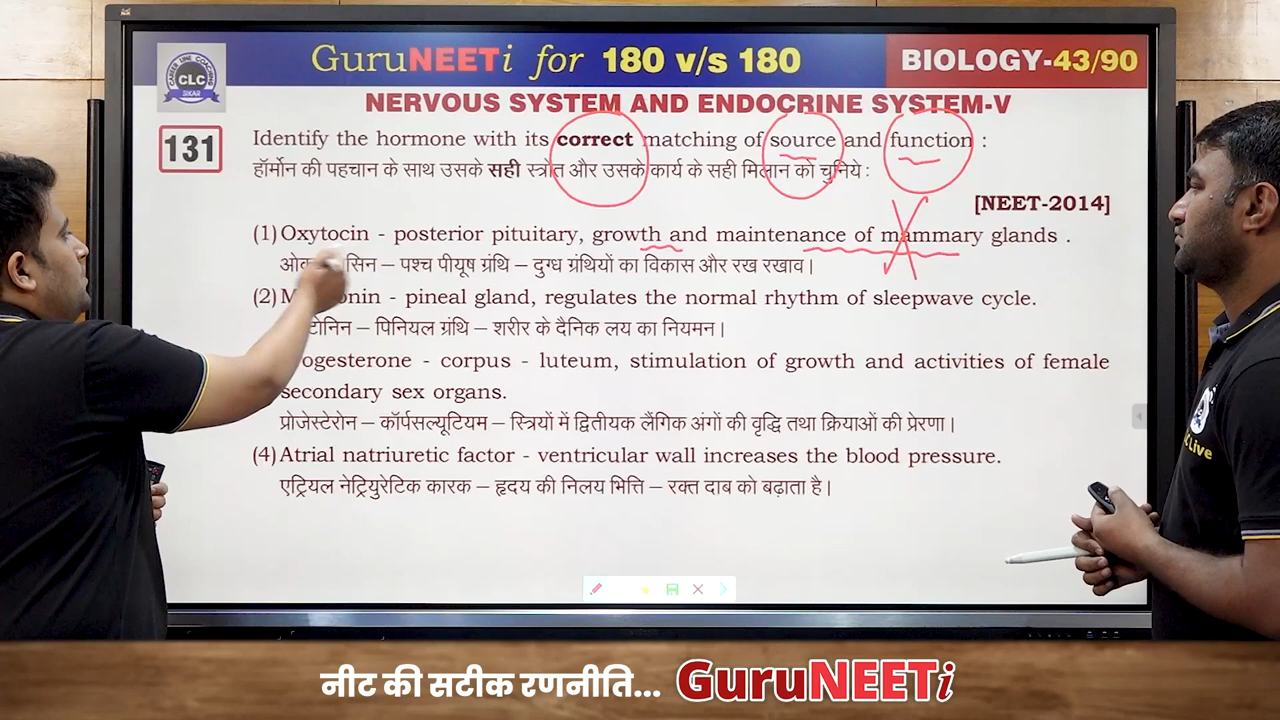 GuruNEETi for 180 v/s 180
BIOLOGY-43/90
CLC
SIKAR
NERVOUS SYSTEM AND ENDOCRINE SYSTEM-V
131
Identify the hormone with its correct matching of source and function :
हॉर्मोन की पहचान के साथ उसके सही स्त्रोत और उसके कार्य के सही मिलान को चुनिये :
[NEET-2014]
(1) Oxytocin - posterior pituitary, growth and maintenance of mammary glands .
– पश्च पीयूष ग्रंथि – दुग्ध ग्रंथियों का विकास और रख रखाव।
(2) - pineal gland, regulates the normal rhythm of sleepwave cycle.
– पिनियल ग्रंथि – शरीर के दैनिक लय का नियमन।
- corpus - luteum, stimulation of growth and activities of female
secondary sex organs.
प्रोजेस्टेरोन – कॉर्पसल्यूटियम – स्त्रियों में द्वितीयक लैंगिक अंगों की वृद्धि तथा क्रियाओं की प्रेरणा।
(4) Atrial natriuretic factor - ventricular wall increases the blood pressure.
एट्रियल नेट्रियुरेटिक कारक – हृदय की निलय भित्ति – रक्त दाब को बढ़ाता है।
Live
नीट की सटीक रणनीति... GuruNEETi